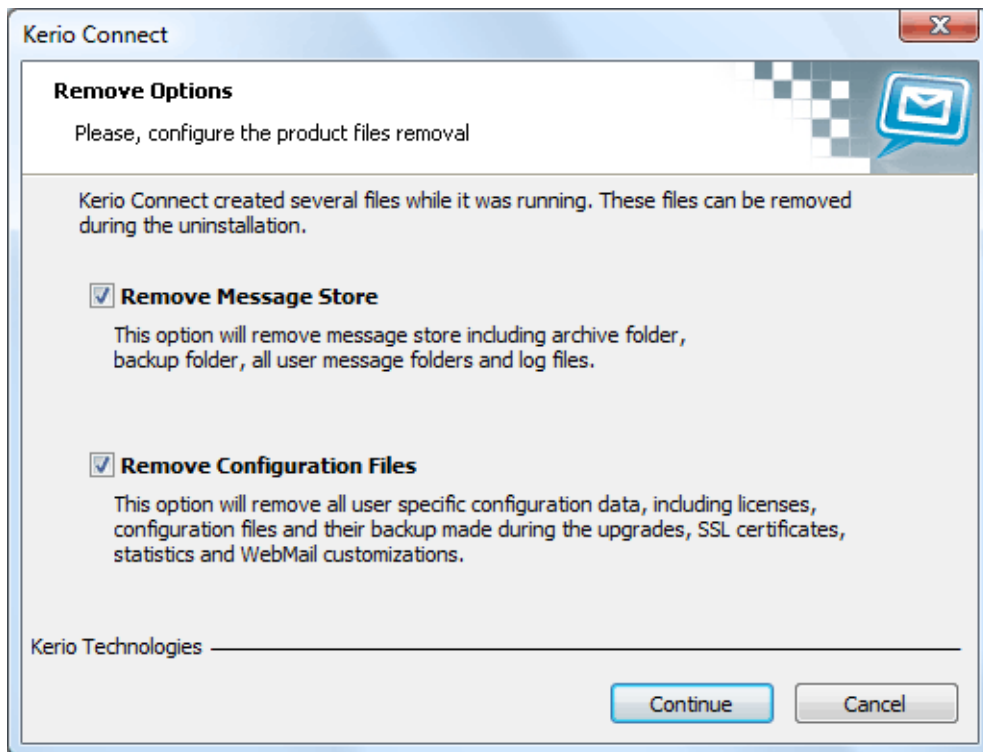 Kerio Connect
Remove Options
Please, configure the product files removal
Kerio Connect created several files while it was running. These files can be removed
during the uninstallation.
Remove Message Store
This option will remove message store including archive folder,
backup folder, all user message folders and log files.
Remove Configuration Files
This option will remove all user specific configuration data, including licenses,
configuration files and their backup made during the upgrades, SSL certificates,
statistics and WebMail customizations.
Kerio Technologies
Continue Cancel